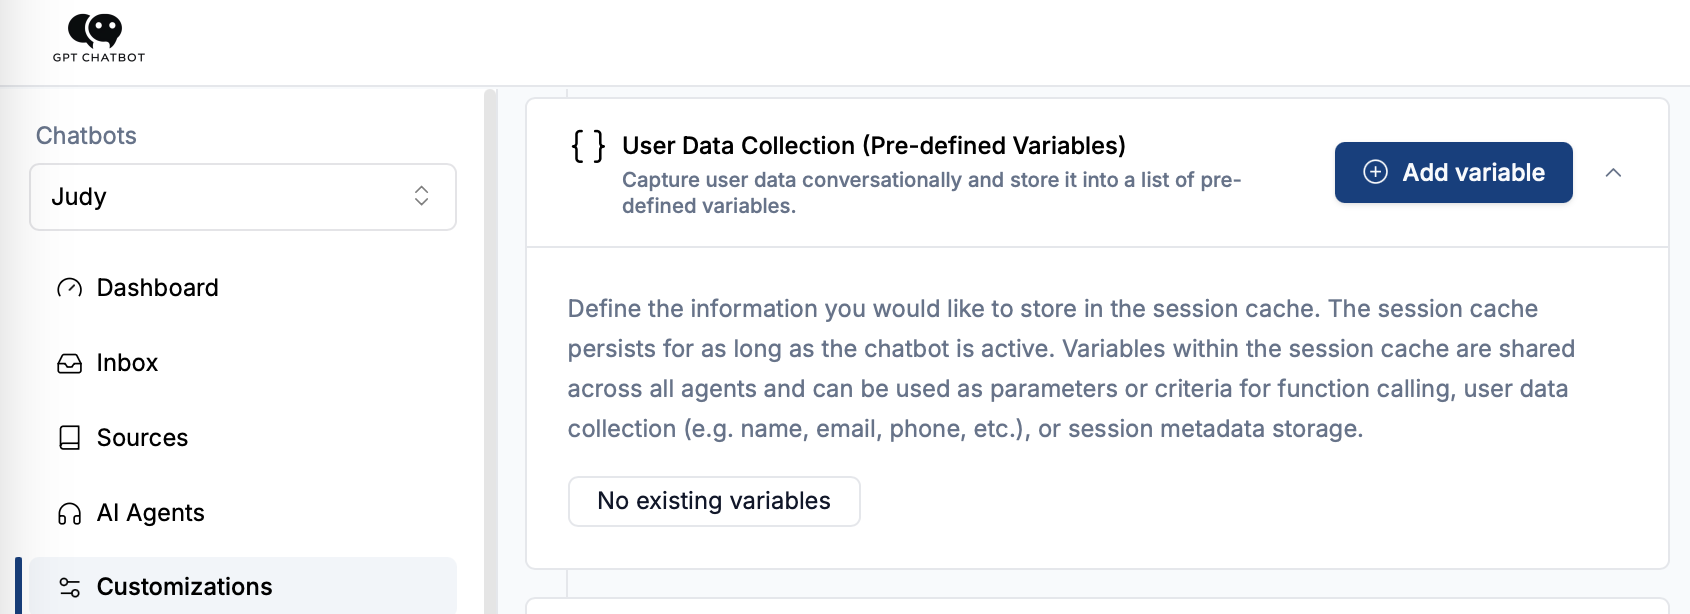 GPT CHATBOT
Chatbots
Judy
Dashboard
Inbox
Sources
AI Agents
Customizations
{ } User Data Collection (Pre-defined Variables)
Capture user data conversationally and store it into a list of pre-
defined variables.
Add variable
Define the information you would like to store in the session cache. The session cache
persists for as long as the chatbot is active. Variables within the session cache are shared
across all agents and can be used as parameters or criteria for function calling, user data
collection (e.g. name, email, phone, etc.), or session metadata storage.
No existing variables